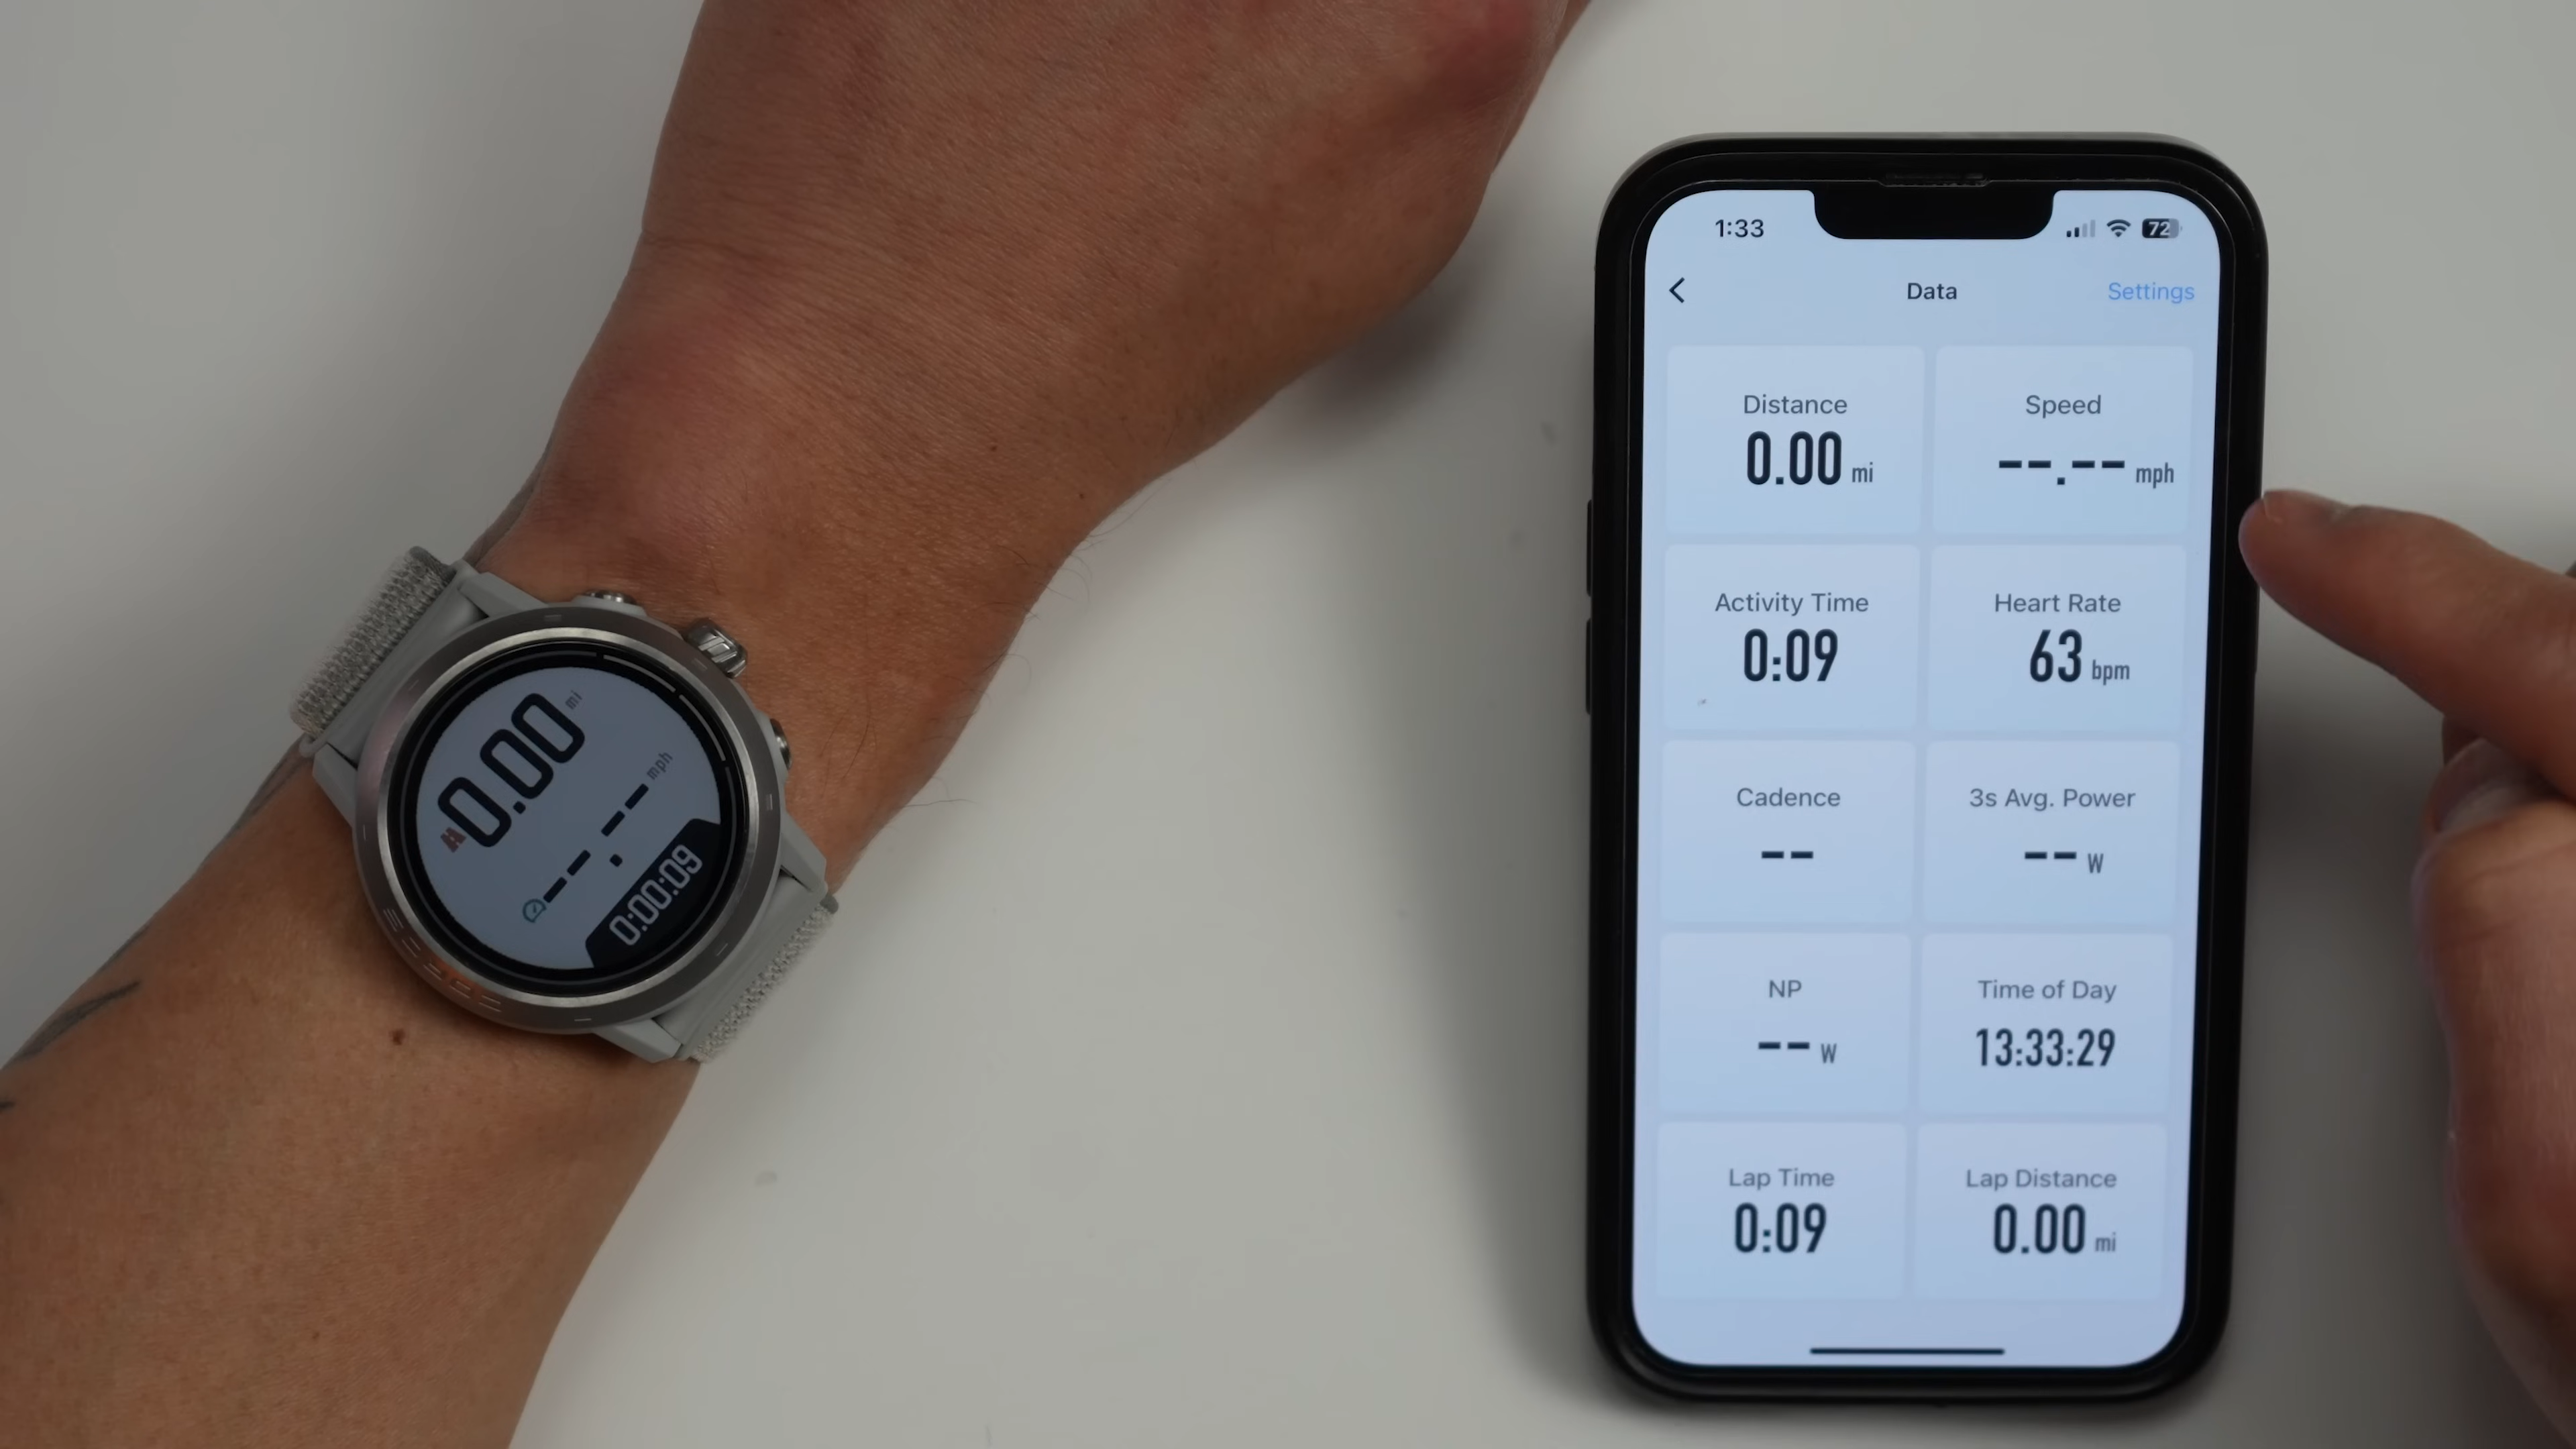 0.00 mi
--.-- mph
0:00:09
1:33
72
Data
Settings
Distance
0.00 mi
Speed
--.-- mph
Activity Time
0:09
Heart Rate
63 bpm
Cadence
--
3s Avg. Power
-- W
NP
-- W
Time of Day
13:33:29
Lap Time
0:09
Lap Distance
0.00 mi